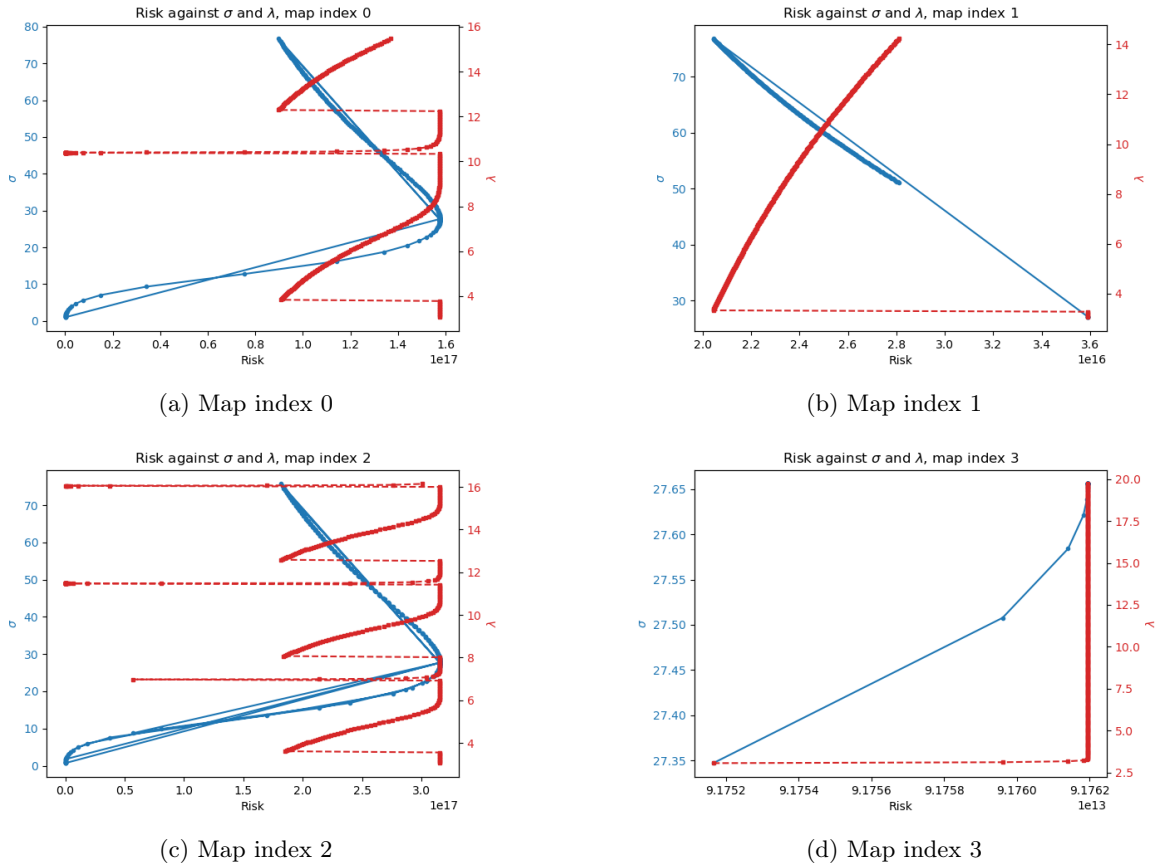 Risk against σ and λ, map index 0
80
70
60
50
40
30
20
10
0
σ
16
14
12
10
8
6
4
λ
0.0 0.2 0.4 0.6 0.8 1.0 1.2 1.4 1.6
Risk
1e17
(a) Map index 0
Risk against σ and λ, map index 1
70
60
50
40
30
σ
14
12
10
8
6
4
λ
2.0 2.2 2.4 2.6 2.8 3.0 3.2 3.4 3.6
Risk
1e16
(b) Map index 1
Risk against σ and λ, map index 2
70
60
50
40
30
20
10
0
σ
16
14
12
10
8
6
4
λ
0.0 0.5 1.0 1.5 2.0 2.5 3.0
Risk
1e17
(c) Map index 2
Risk against σ and λ, map index 3
27.65
27.60
27.55
27.50
27.45
27.40
27.35
σ
20.0
17.5
15.0
12.5
10.0
7.5
5.0
2.5
λ
9.1752 9.1754 9.1756 9.1758 9.1760 9.1762
Risk
1e13
(d) Map index 3